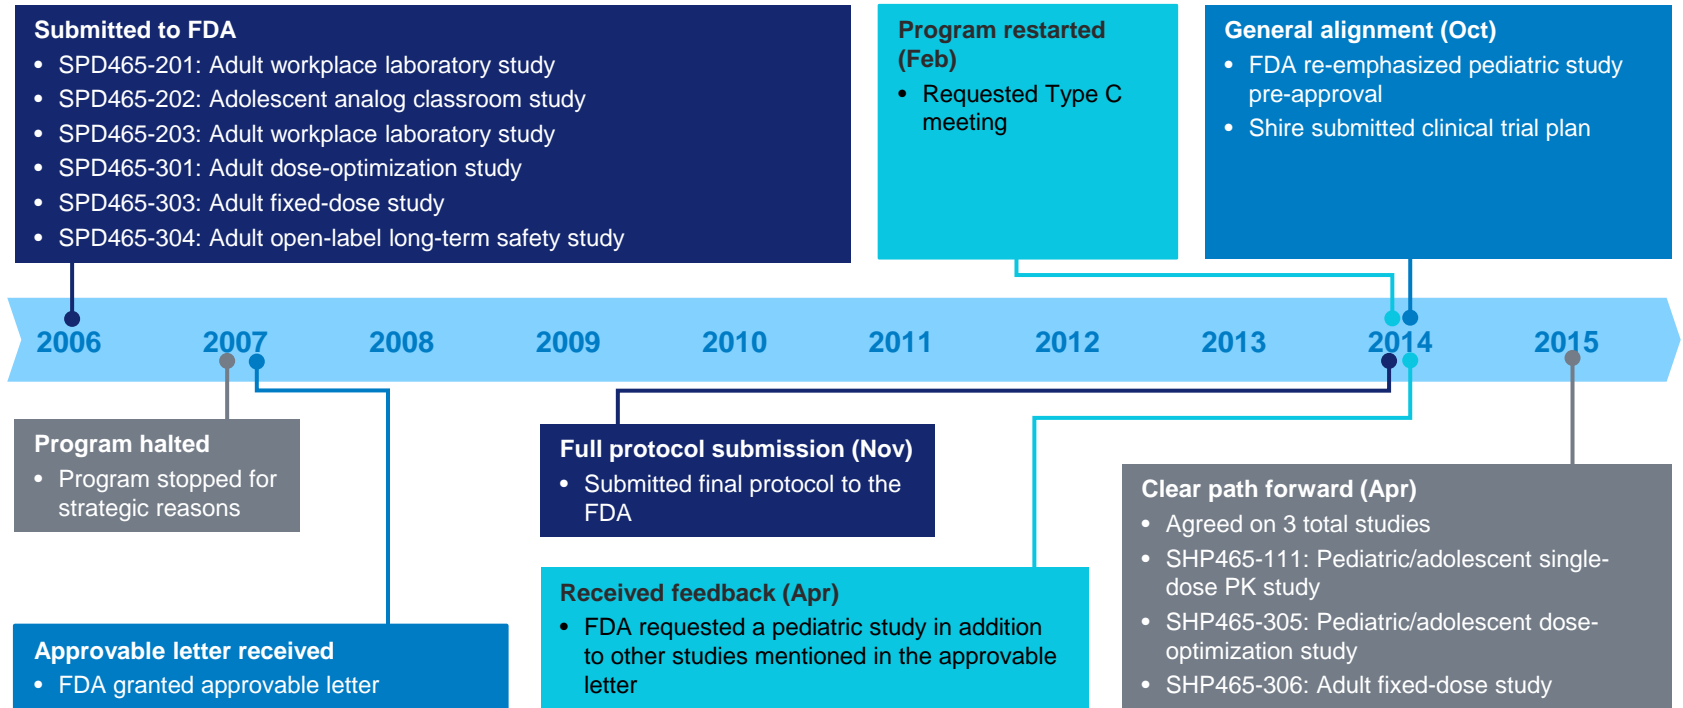 Submitted to FDA
• SPD465-201: Adult workplace laboratory study
• SPD465-202: Adolescent analog classroom study
• SPD465-203: Adult workplace laboratory study
• SPD465-301: Adult dose-optimization study
• SPD465-303: Adult fixed-dose study
• SPD465-304: Adult open-label long-term safety study
Program restarted
(Feb)
• Requested Type C
meeting
General alignment (Oct)
• FDA re-emphasized pediatric study
pre-approval
• Shire submitted clinical trial plan
2006 2007 2008 2009 2010 2011 2012 2013 2014 2015
Program halted
• Program stopped for
strategic reasons
Approvable letter received
• FDA granted approvable letter
Full protocol submission (Nov)
• Submitted final protocol to the
FDA
Received feedback (Apr)
• FDA requested a pediatric study in addition
to other studies mentioned in the approvable
letter
Clear path forward (Apr)
• Agreed on 3 total studies
• SHP465-111: Pediatric/adolescent single-
dose PK study
• SHP465-305: Pediatric/adolescent dose-
optimization study
• SHP465-306: Adult fixed-dose study